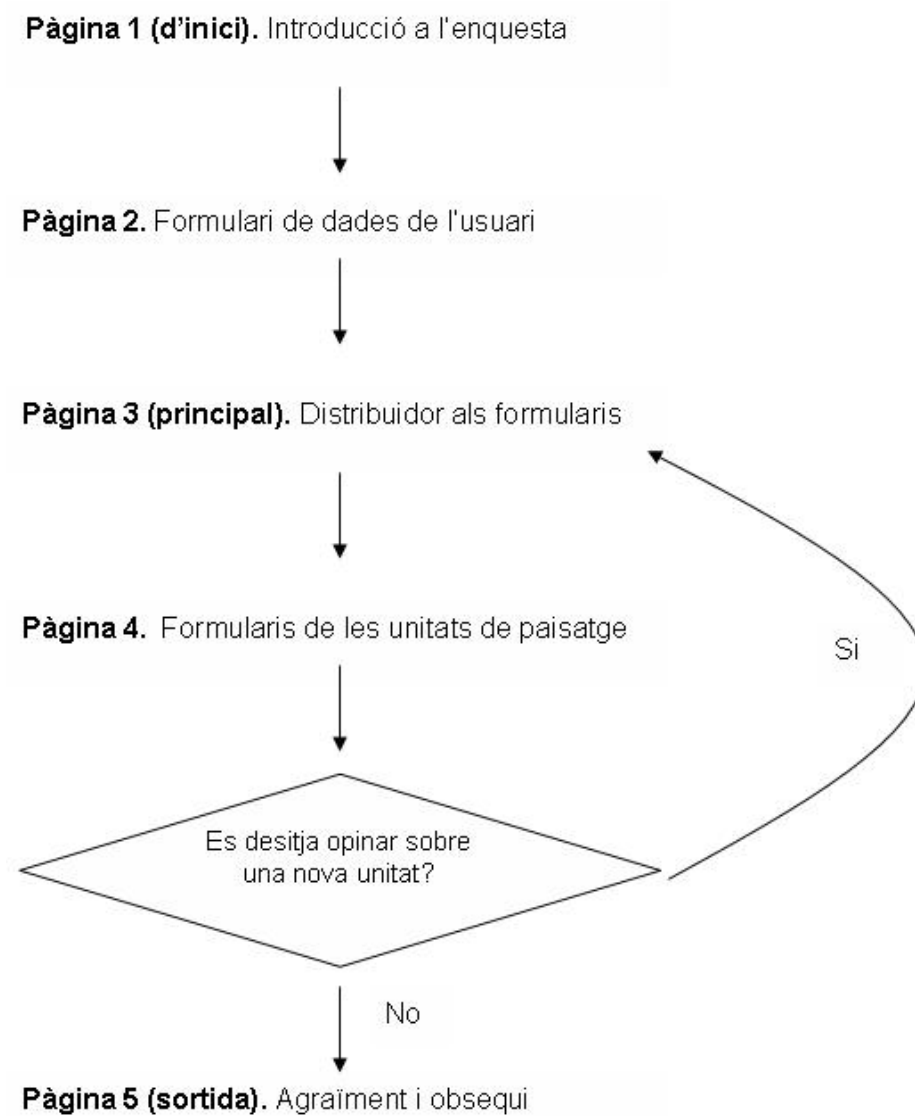 Pàgina 1 (d'inici). Introducció a l'enquesta
Pàgina 2. Formulari de dades de l'usuari
Pàgina 3 (principal). Distribuidor als formularis
Pàgina 4. Formularis de les unitats de paisatge
Si
Es desitja opinar sobre
una nova unitat?
No
Pàgina 5 (sortida). Agraïment i obsequi